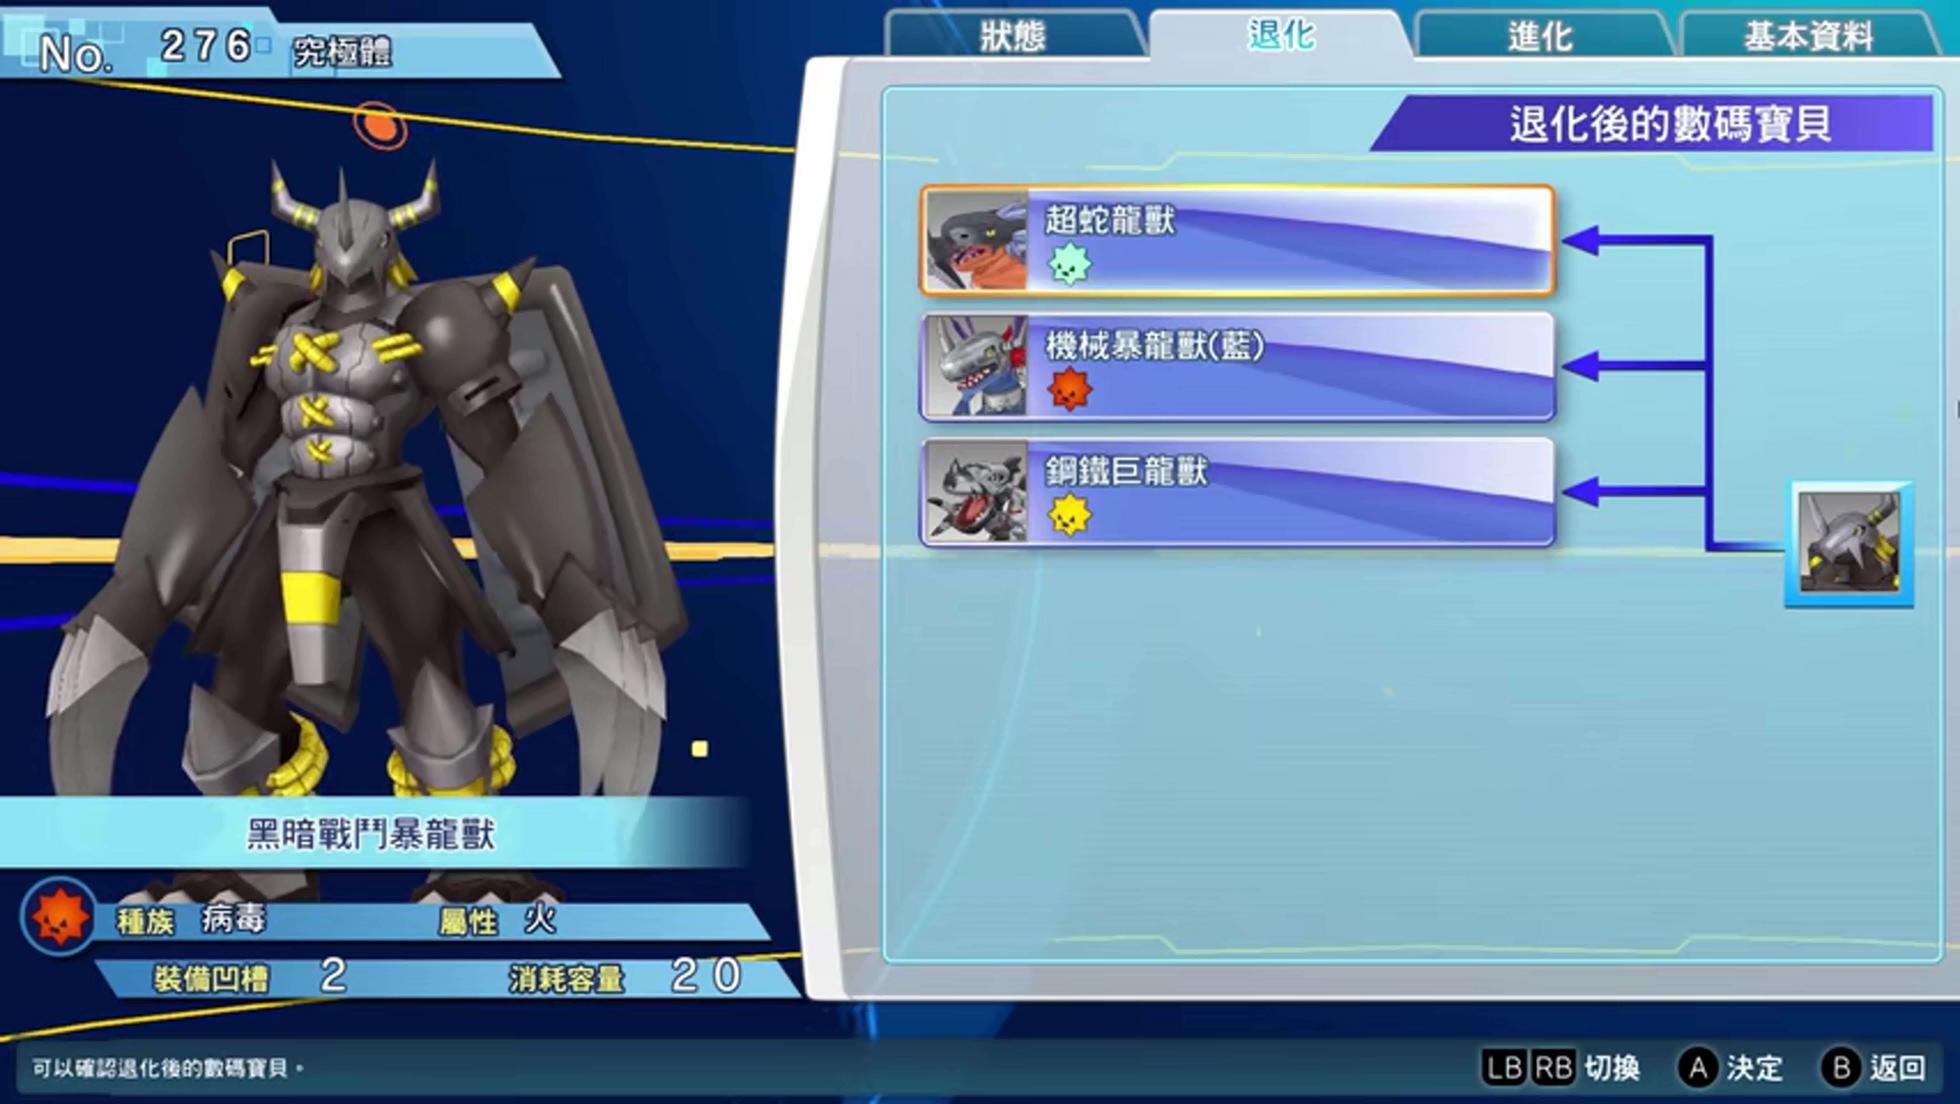 No. 276 究極體
狀態 退化 進化 基本資料
退化後的數碼寶貝
超蛇龍獸
機械暴龍獸(藍)
鋼鐵巨龍獸
黑暗戰鬥暴龍獸
種族 病毒 屬性 火
裝備凹槽 2 消耗容量 20
可以確認退化後的數碼寶貝。
LB RB 切換 A 決定 B 返回